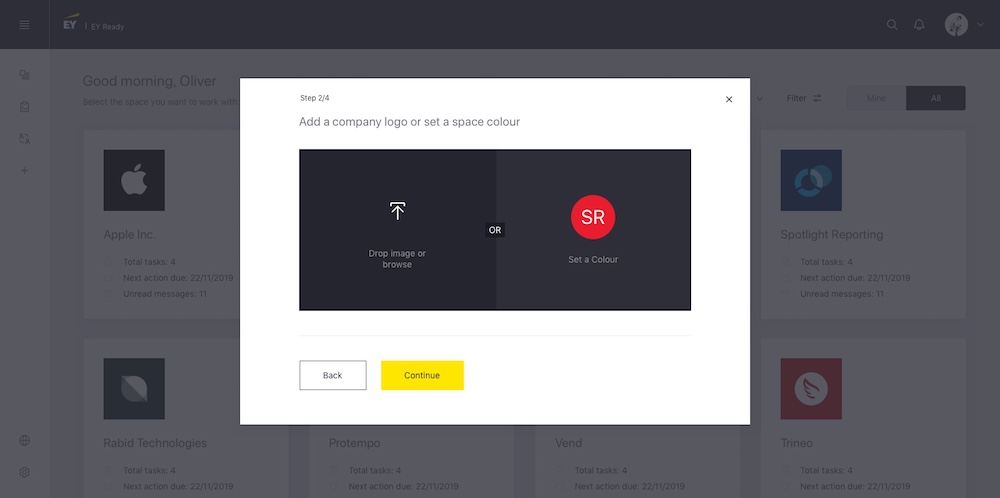 EY
EY Ready
Good morning, Oliver
Select the space you want to work with
Filter
Mine
All
Step 2/4
Add a company logo or set a space colour
Drop image or
browse
OR
SR
Set a Colour
Back
Continue
Apple Inc.
Total tasks: 4
Next action due: 22/11/2019
Unread messages: 11
Spotlight Reporting
Total tasks: 4
Next action due: 22/11/2019
Unread messages: 11
Rabid Technologies
Total tasks: 4
Next action due: 22/11/2019
Protempo
Total tasks: 4
Next action due: 22/11/2019
Vend
Total tasks: 4
Next action due: 22/11/2019
Trineo
Total tasks: 4
Next action due: 22/11/2019